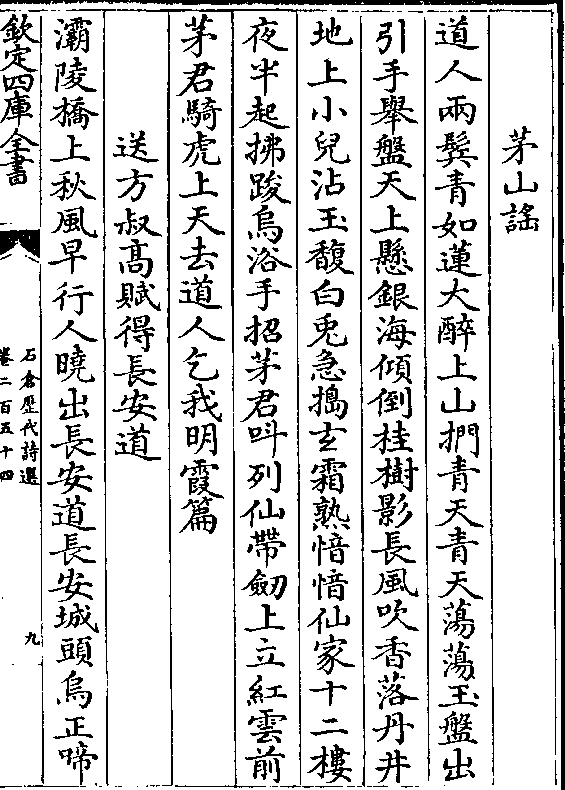 茅山謡
道人兩鬂青如蓮大醉上山捫青天青天蕩蕩玉盤出
引手舉盤天上懸銀海傾倒桂樹影長風吹香落丹井
地上小兒沾玉馥白兎急搗玄霜熟愔愔仙家十二樓
夜半起拂踆烏浴手招茅君呌列仙帶劒上立紅雲前
茅君騎虎上天去道人乞我明霞篇
送方叔髙賦得長安道
灞陵橋上秋風早行人曉出長安道長安城頭烏正啼
欽定四庫全書
石倉歴代詩選
卷二百五十四
九